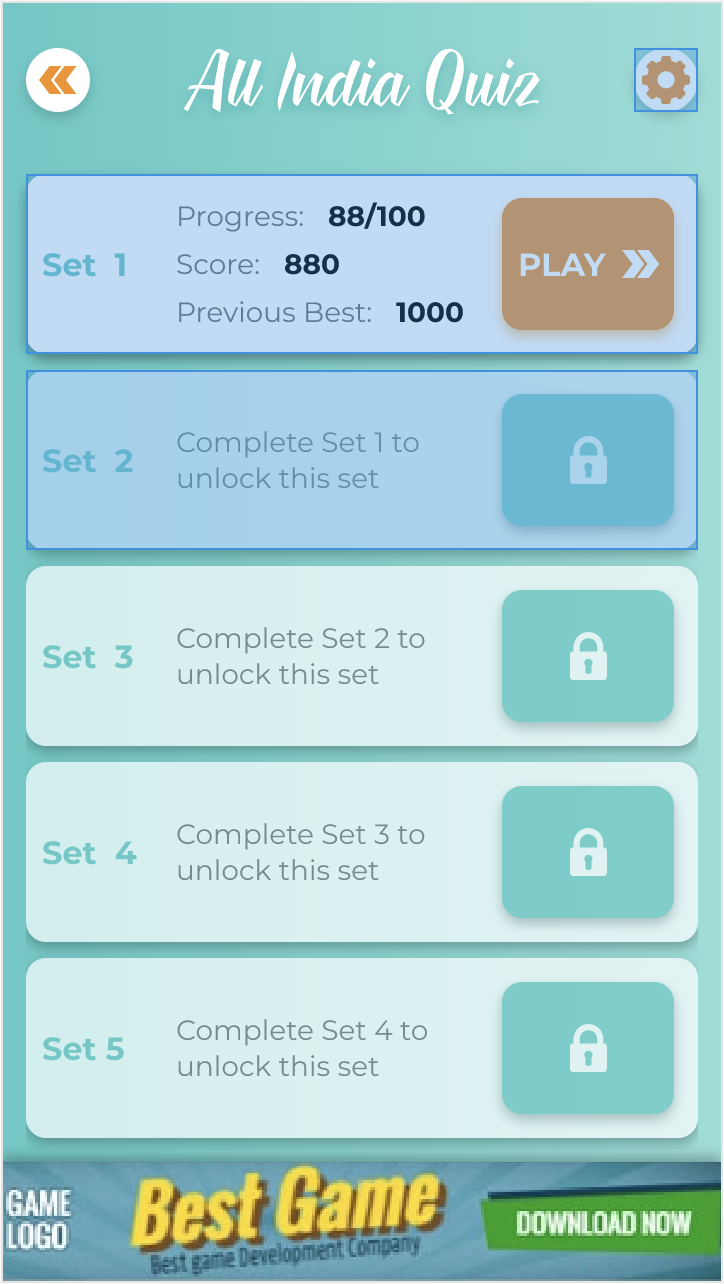 All India Quiz
Set 1
Progress: 88/100
Score: 880
Previous Best: 1000
PLAY
Set 2
Complete Set 1 to
unlock this set
Set 3
Complete Set 2 to
unlock this set
Set 4
Complete Set 3 to
unlock this set
Set 5
Complete Set 4 to
unlock this set
GAME
LOGO
Best Game
Best game Development Company
DOWNLOAD NOW